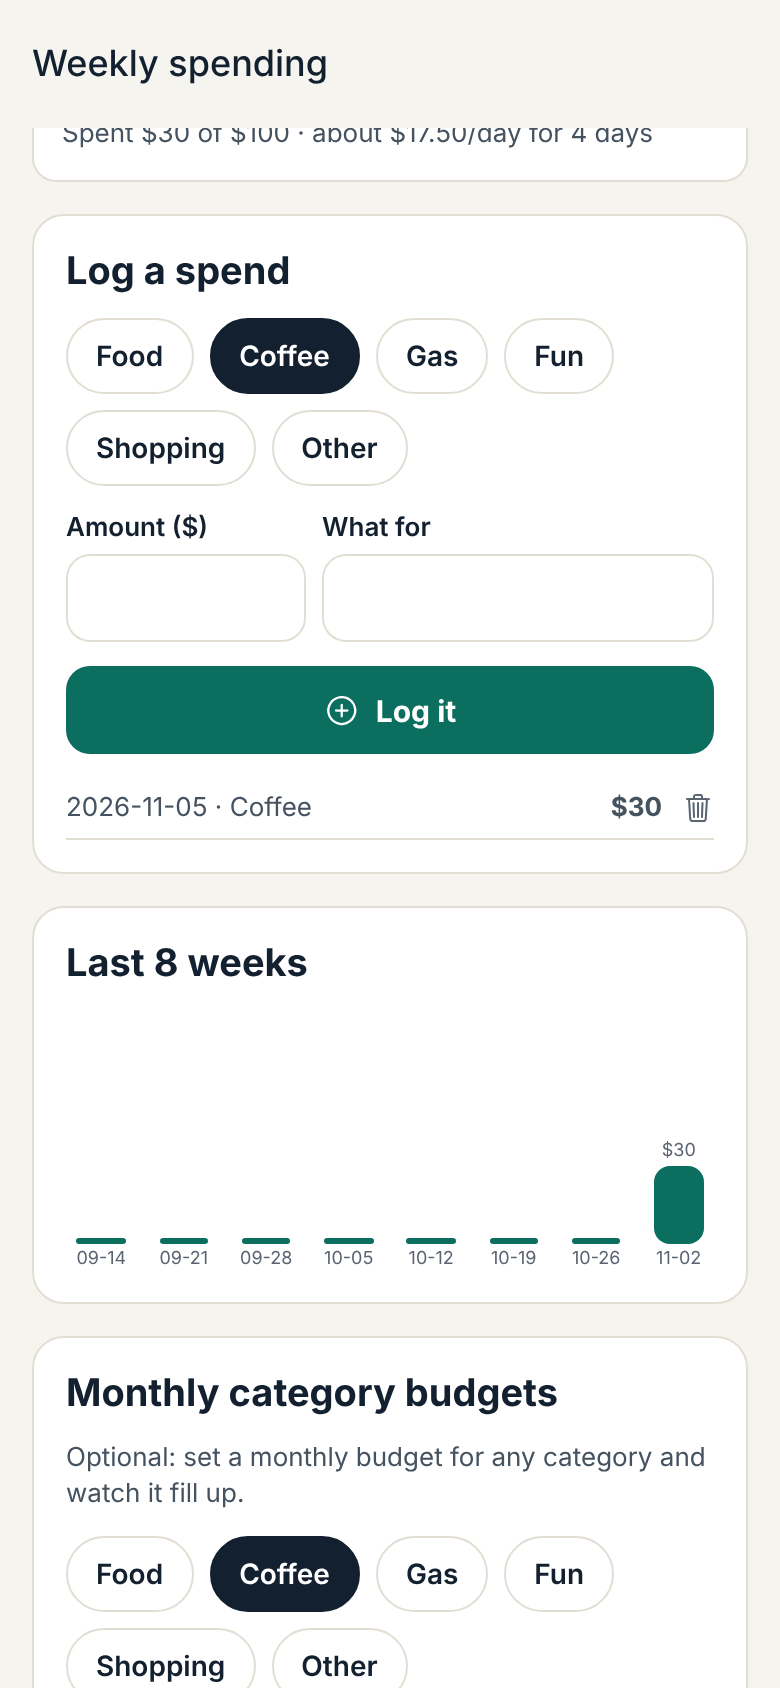 Weekly spending
Spent $30 of $100 · about $17.50/day for 4 days
Log a spend
Food Coffee Gas Fun
Shopping Other
Amount ($) What for
Log it
2026-11-05 · Coffee $30
Last 8 weeks
$30
09-14 09-21 09-28 10-05 10-12 10-19 10-26 11-02
Monthly category budgets
Optional: set a monthly budget for any category and
watch it fill up.
Food Coffee Gas Fun
Shopping Other